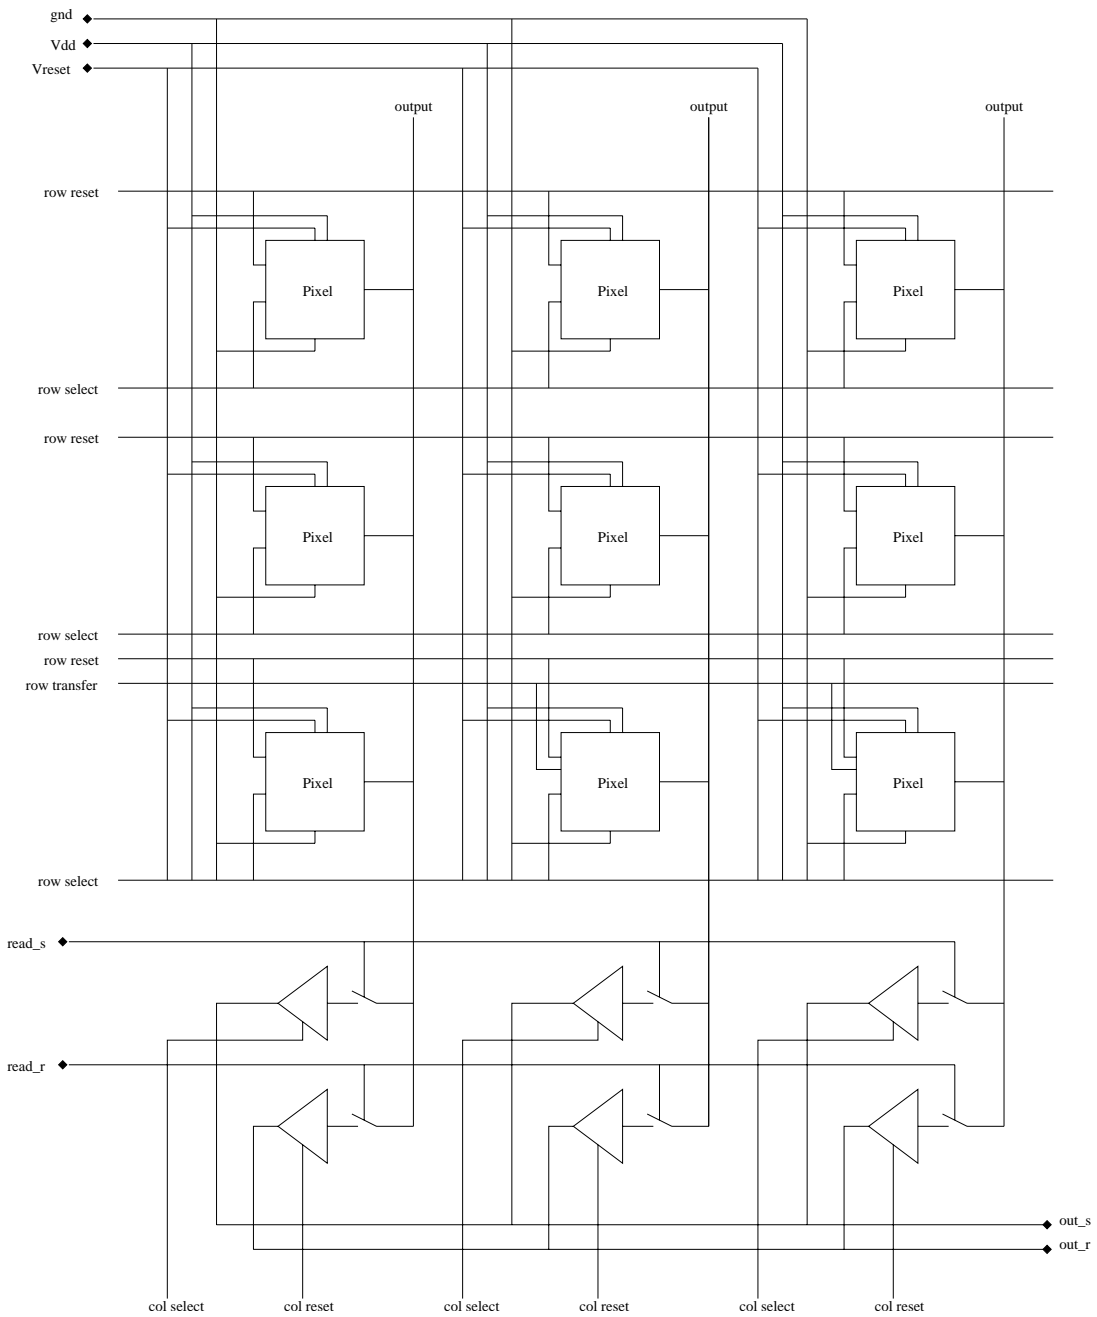 gnd
Vdd
Vreset
output output output
row reset
Pixel Pixel Pixel
row select
row reset
Pixel Pixel Pixel
row select
row reset
row transfer
Pixel Pixel Pixel
row select
read_s
read_r
out_s
out_r
col select col reset col select col reset col select col reset